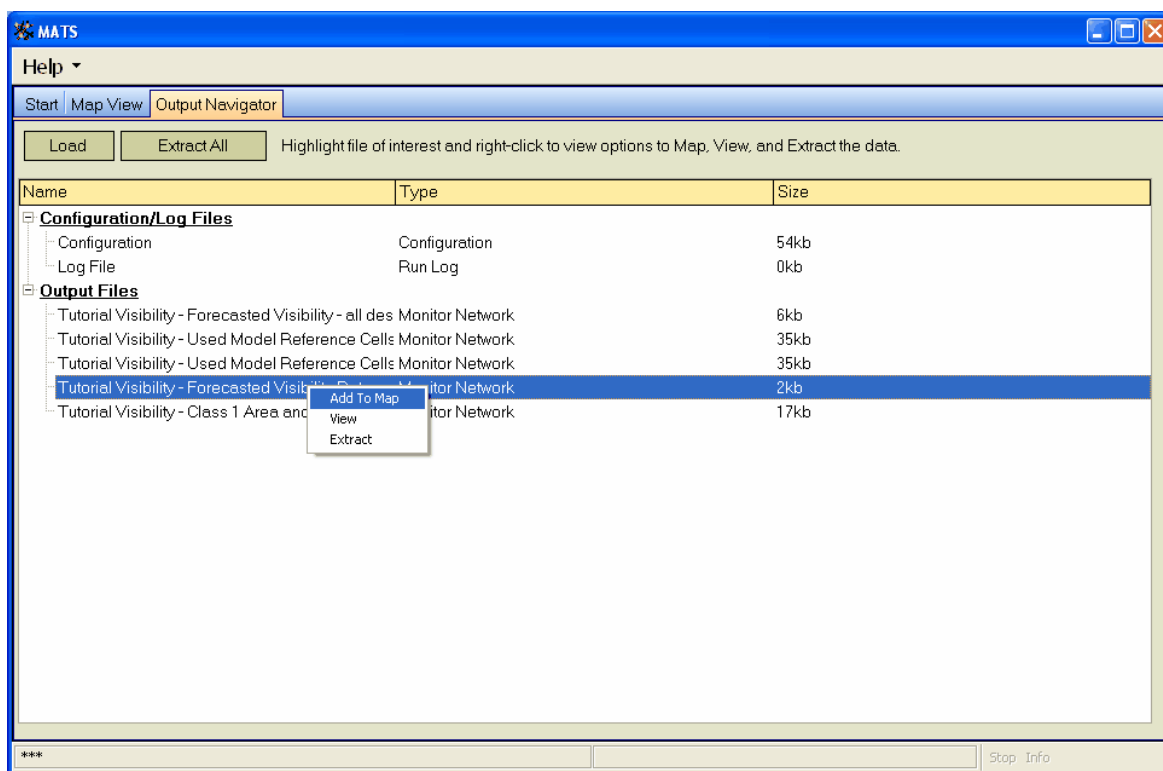 MATS
Help
Start Map View Output Navigator
Load Extract All Highlight file of interest and right-click to view options to Map, View, and Extract the data.
Name Type Size
Configuration/Log Files
Configuration Configuration 54kb
Log File Run Log 0kb
Output Files
Tutorial Visibility - Forecasted Visibility - all des Monitor Network 6kb
Tutorial Visibility - Used Model Reference Cells Monitor Network 35kb
Tutorial Visibility - Used Model Reference Cells Monitor Network 35kb
Tutorial Visibility - Forecasted Network 2kb
Add To Map
Tutorial Visibility - Class 1 Area and Network 17kb
View
Extract
*** Stop Info